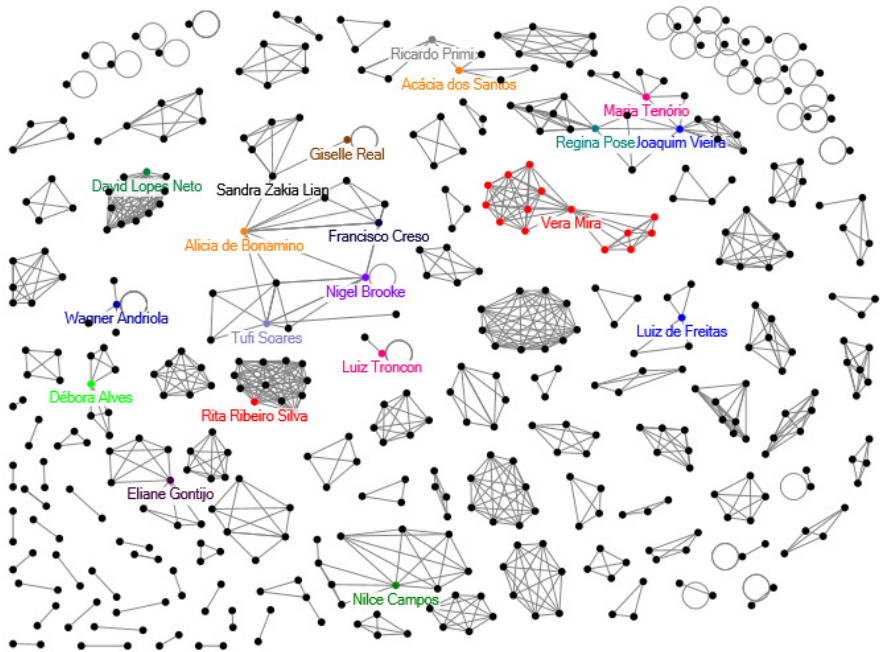 Ricardo Primi
Acácia dos Santos
Maria Tenório
Regina Pose
Joaquim Vieira
Giselle Real
David Lopes Neto
Sandra Zakia Lian
Vera Mira
Francisco Creso
Alicia de Bonamino
Nigel Brooke
Wagner Andriola
Tufi Soares
Luiz de Freitas
Luiz Troncon
Débora Alves
Rita Ribeiro Silva
Eliane Gontijo
Nilce Campos